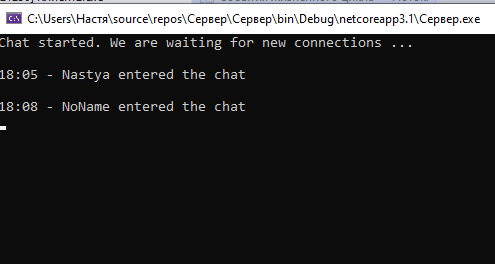 C:\Users\Настя\source\repos\Сервер\Сервер\bin\Debug\netcoreapp3.1\Сервер.exe
Chat started. We are waiting for new connections ...
18:05 - Nastya entered the chat
18:08 - NoName entered the chat